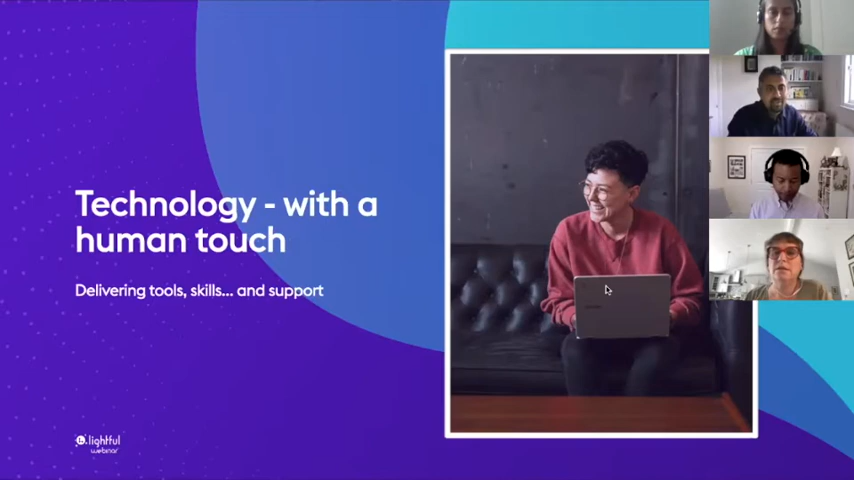 Technology - with a
human touch
Delivering tools, skills... and support
lightful
webinar